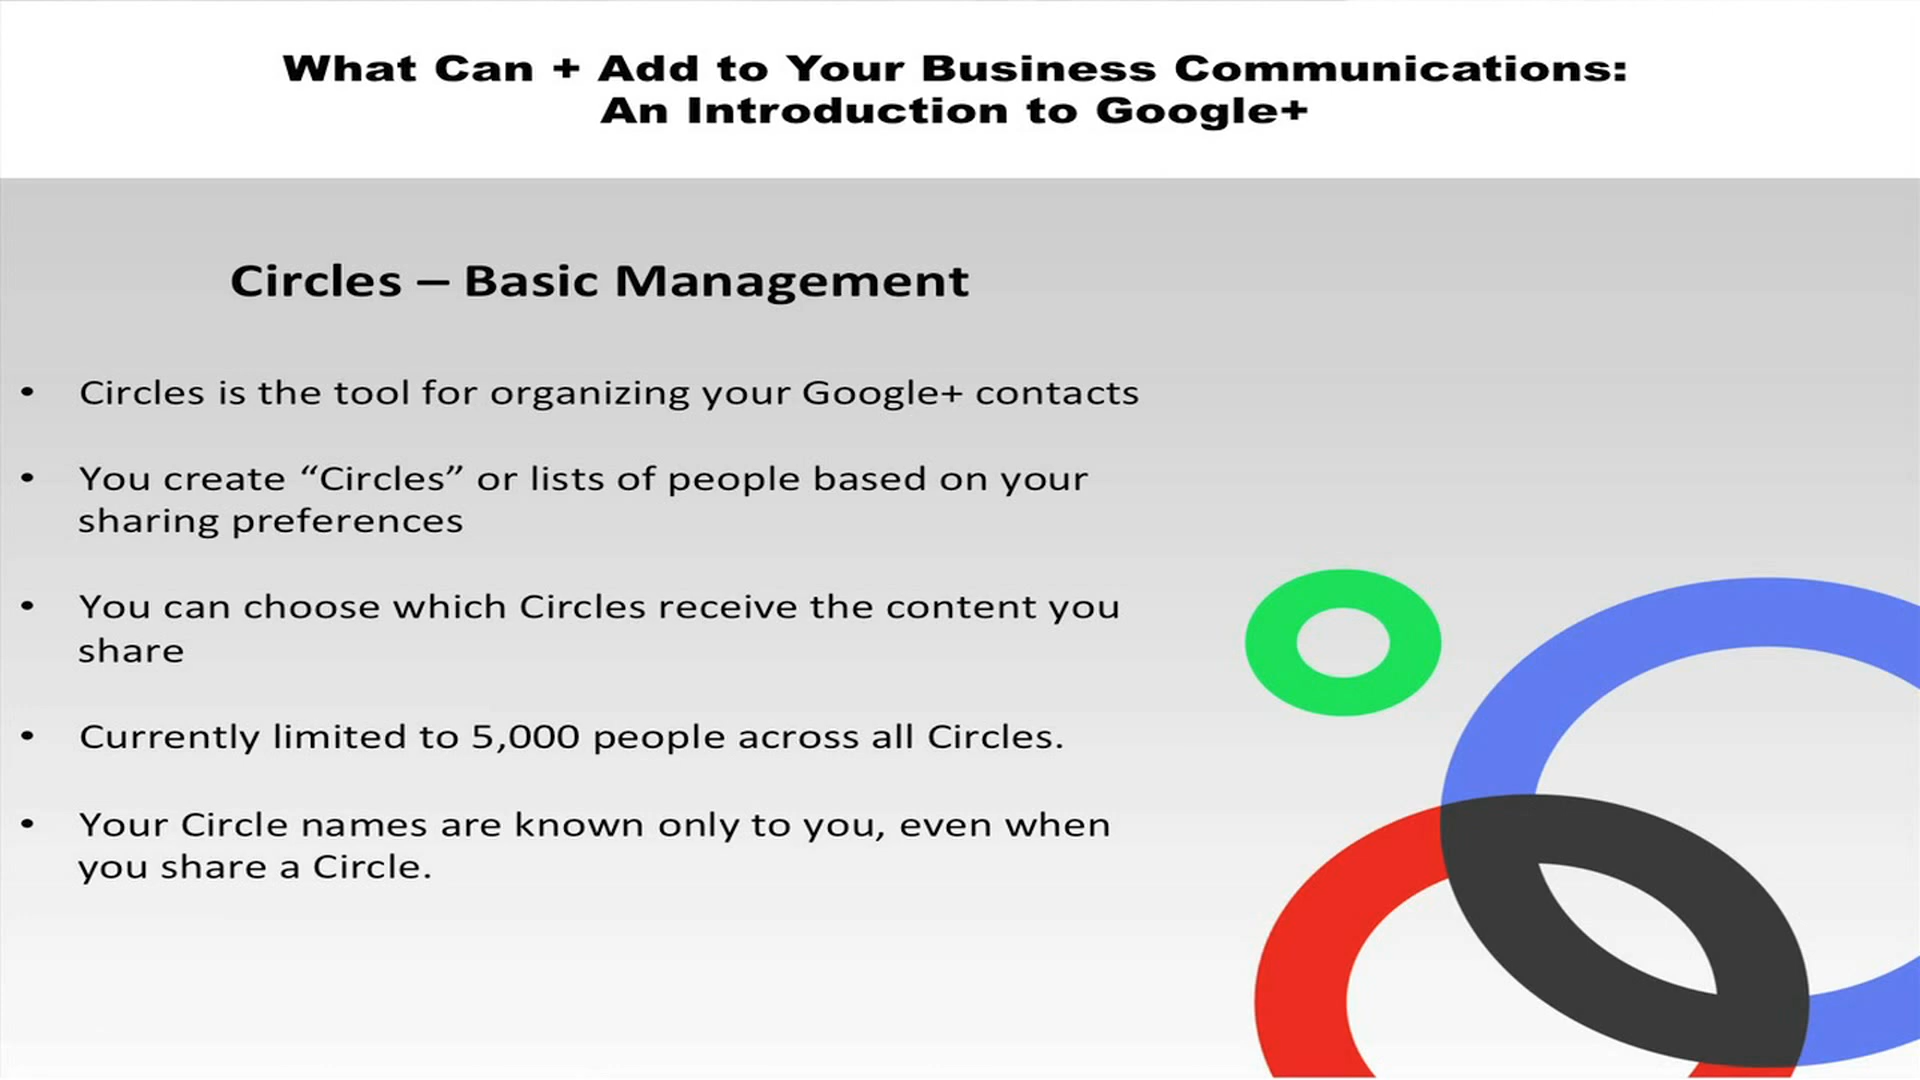 What Can + Add to Your Business Communications:
An Introduction to Google+
Circles – Basic Management
• Circles is the tool for organizing your Google+ contacts
• You create “Circles” or lists of people based on your
sharing preferences
• You can choose which Circles receive the content you
share
• Currently limited to 5,000 people across all Circles.
• Your Circle names are known only to you, even when
you share a Circle.